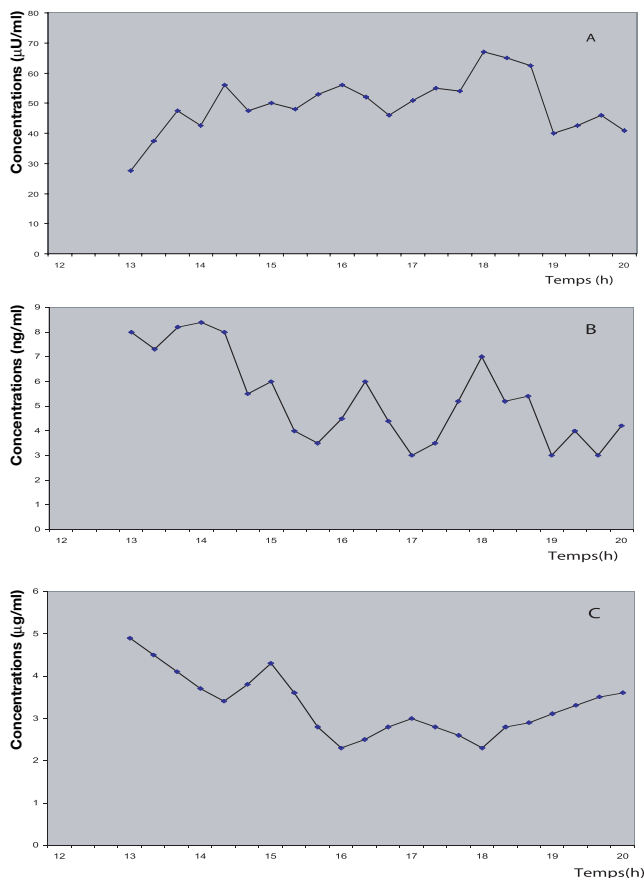 Concentrations (µU/ml)
80
70
60
50
40
30
20
10
0
A
12 13 14 15 16 17 18 19 20
Temps (h)
Concentrations (ng/ml)
9
8
7
6
5
4
3
2
1
0
B
12 13 14 15 16 17 18 19 20
Temps(h)
Concentrations (µg/ml)
6
5
4
3
2
1
0
C
12 13 14 15 16 17 18 19 20
Temps(h)